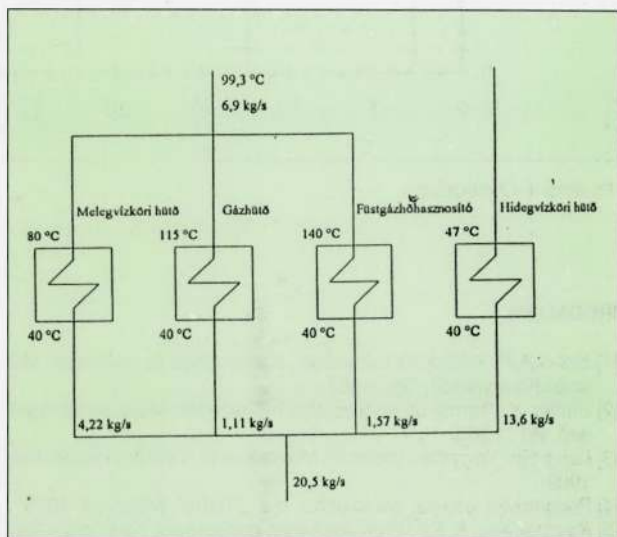 99,3 °C
6,9 kg/s
Melegvízköri hűtő
Gázhűtő
Füstgázhőhasznosító
Hidegvízköri hűtő
80 °C
115 °C
140 °C
47 °C
40 °C
40 °C
40 °C
40 °C
4,22 kg/s
1,11 kg/s
1,57 kg/s
13,6 kg/s
20,5 kg/s